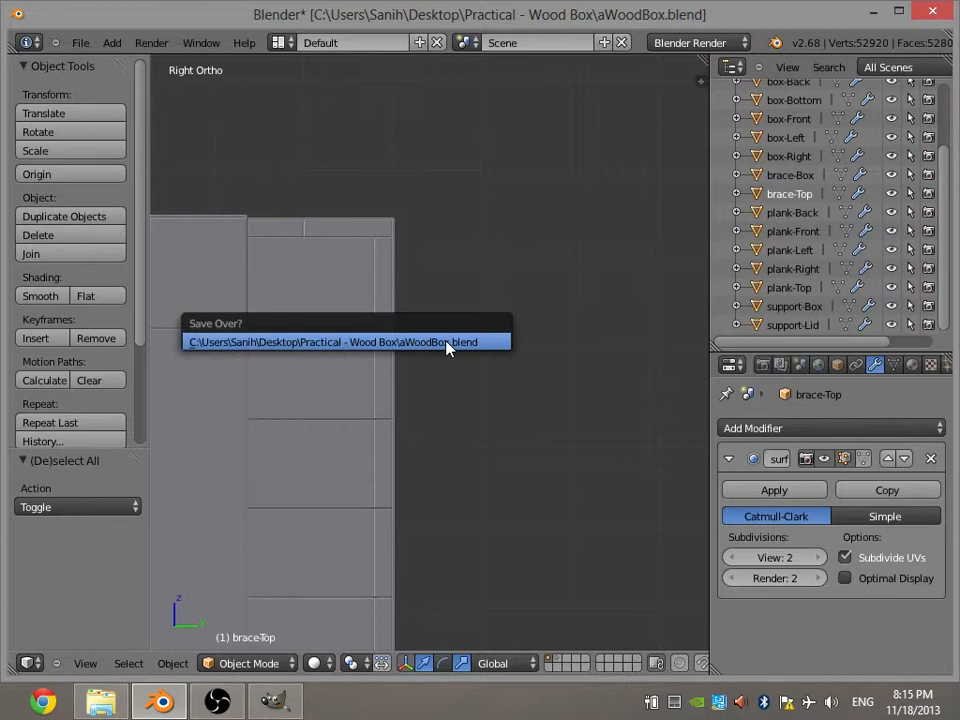 Blender* [C:\Users\Sanih\Desktop\Practical - Wood Box\aWoodBox.blend]
File Add Render Window Help Default Scene Blender Render v2.68 | Verts:52920 | Faces:5280
Object Tools
Transform:
Translate
Rotate
Scale
Origin
Object:
Duplicate Objects
Delete
Join
Shading:
Smooth Flat
Keyframes:
Insert Remove
Motion Paths:
Calculate Clear
Repeat:
Repeat Last
History...
(De)select All
Action
Toggle
Right Ortho
Save Over?
C:\Users\Sanih\Desktop\Practical - Wood Box\aWoodBox.blend
z
y
(1) braceTop
View Select Object Object Mode Global
View Search All Scenes
box-Back
box-Bottom
box-Front
box-Left
box-Right
brace-Box
brace-Top
plank-Back
plank-Front
plank-Left
plank-Right
plank-Top
support-Box
support-Lid
brace-Top
Add Modifier
surf
Apply Copy
Catmull-Clark Simple
Subdivisions: Options:
View: 2 Subdivide UVs
Render: 2 Optimal Display
ENG 8:15 PM
11/18/2013